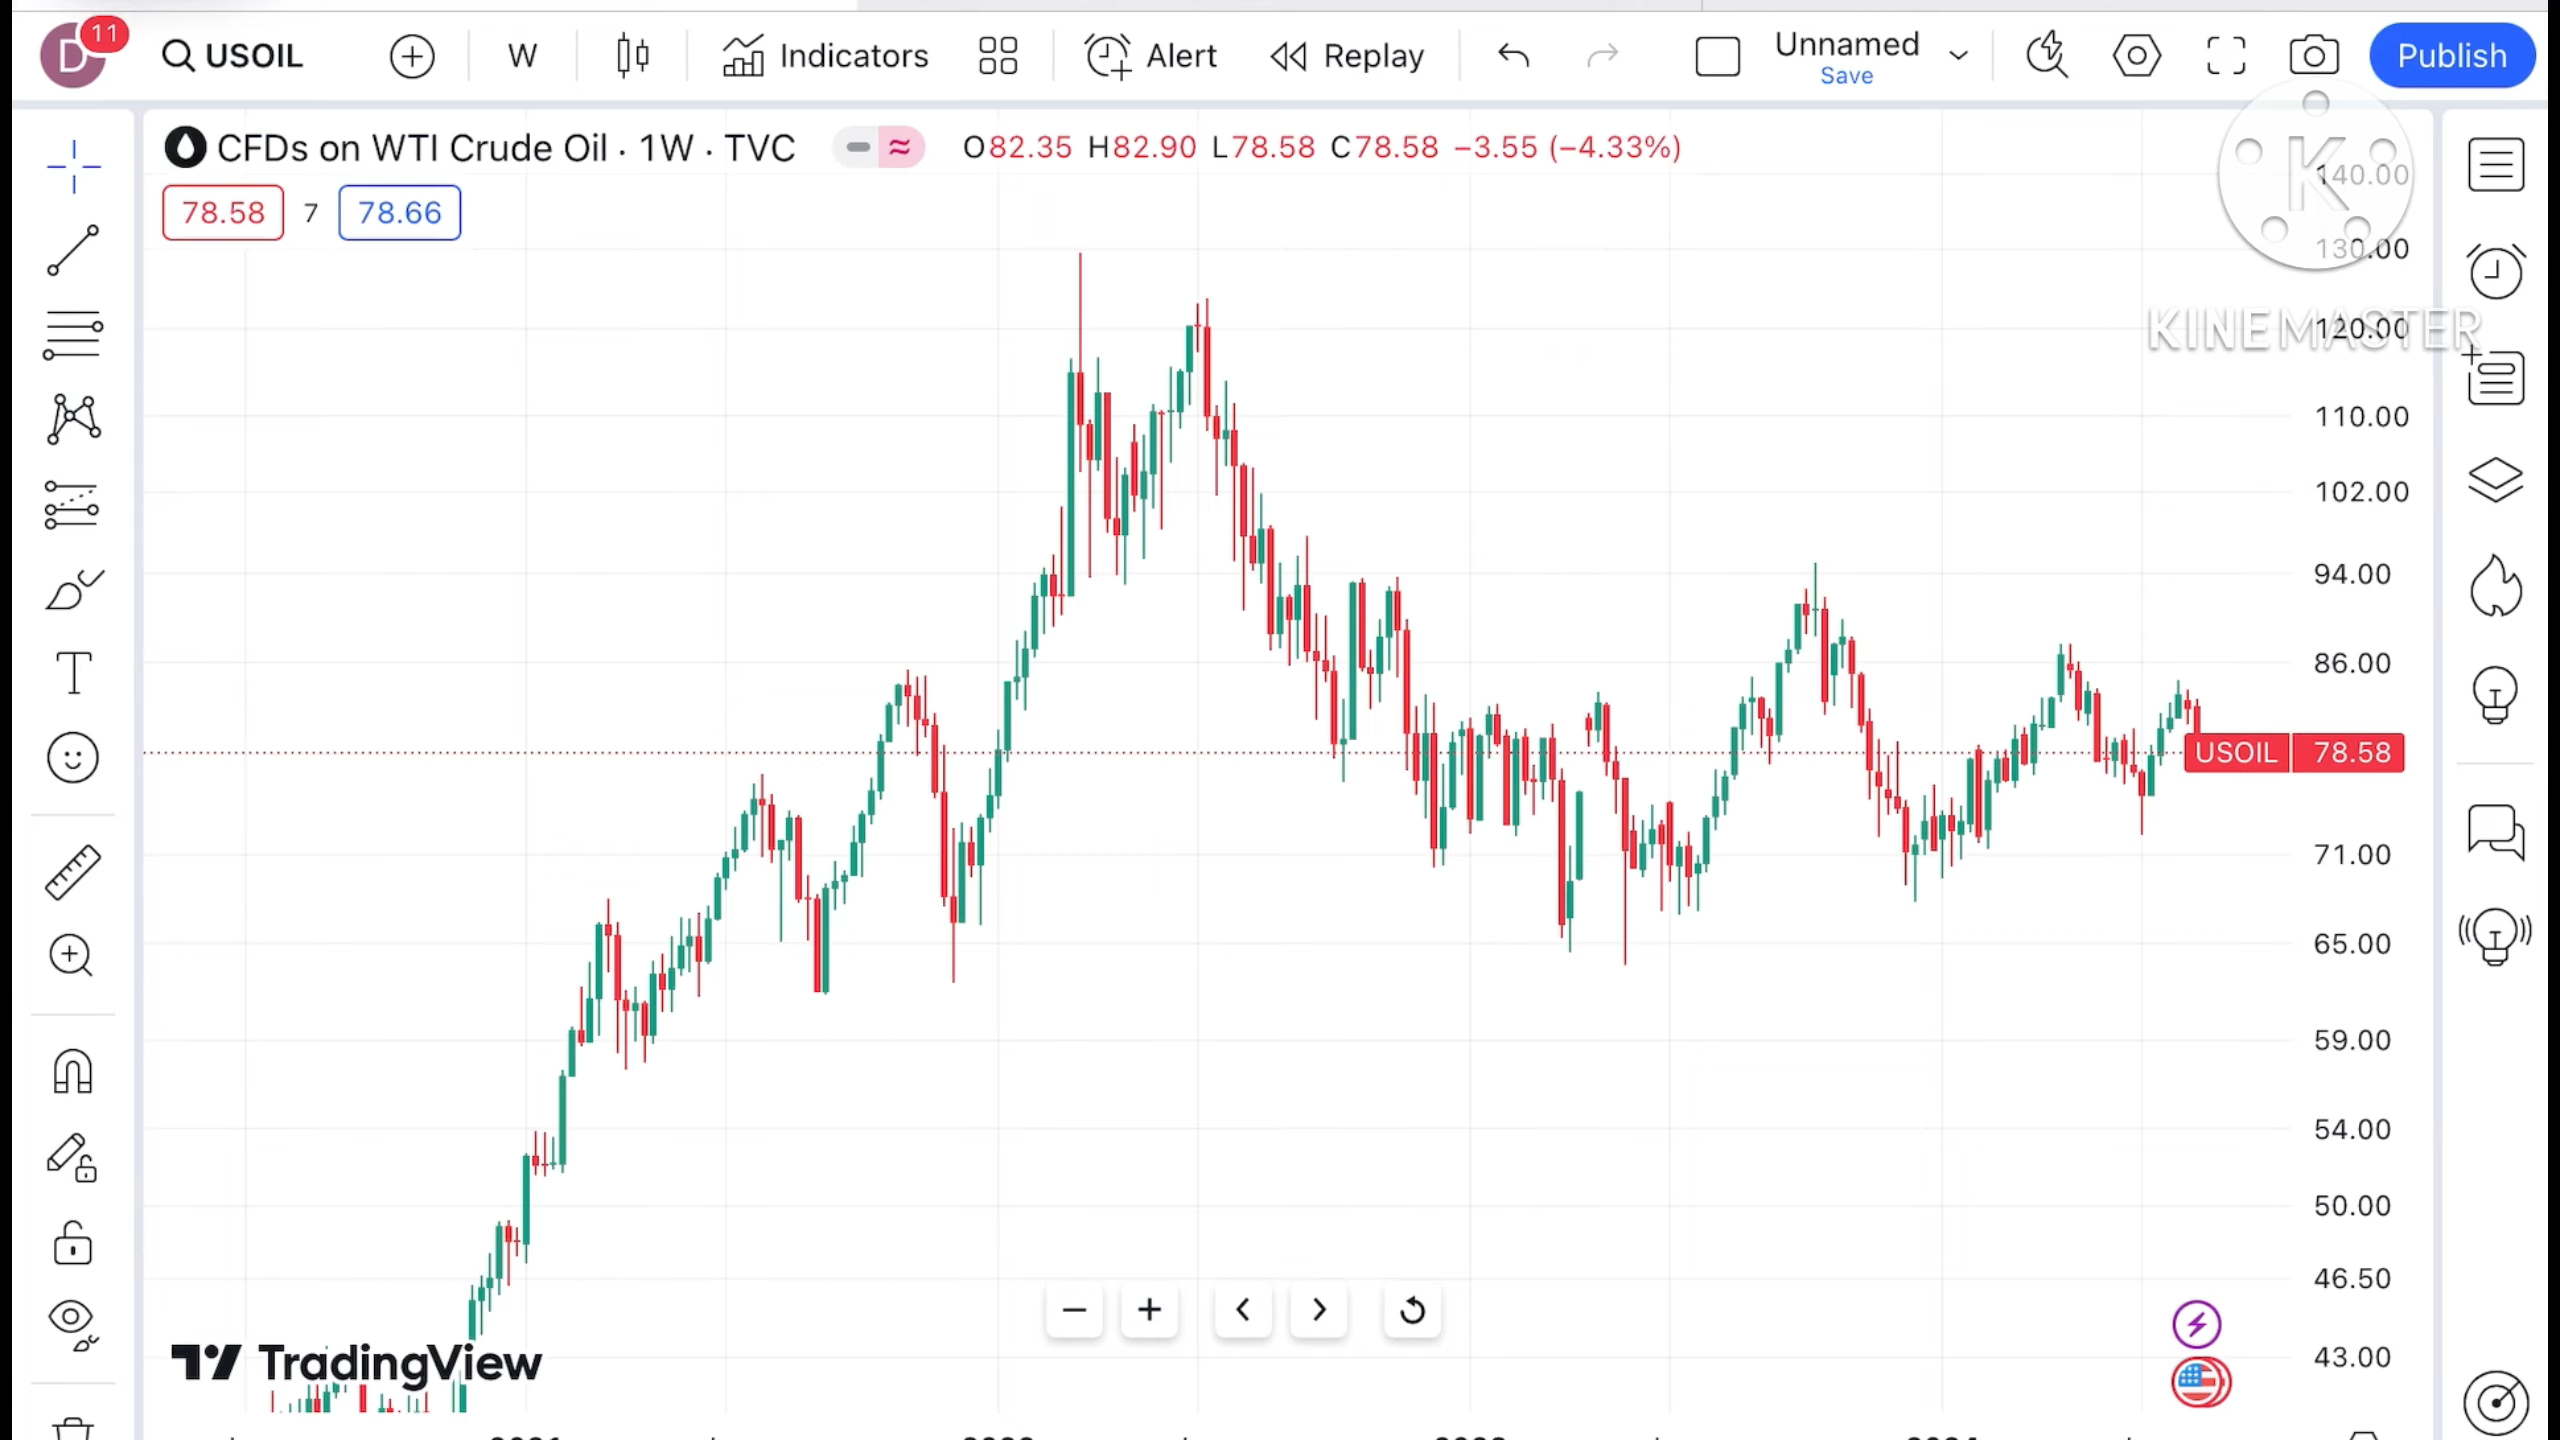 D 11 USOIL W Indicators Alert Replay Unnamed Publish
Save
CFDs on WTI Crude Oil · 1W · TVC O82.35 H82.90 L78.58 C78.58 −3.55 (−4.33%)
78.58 7 78.66
K
KINEMASTER
140.00
130.00
120.00
110.00
102.00
94.00
86.00
USOIL 78.58
71.00
65.00
59.00
54.00
50.00
46.50
43.00
T
TradingView